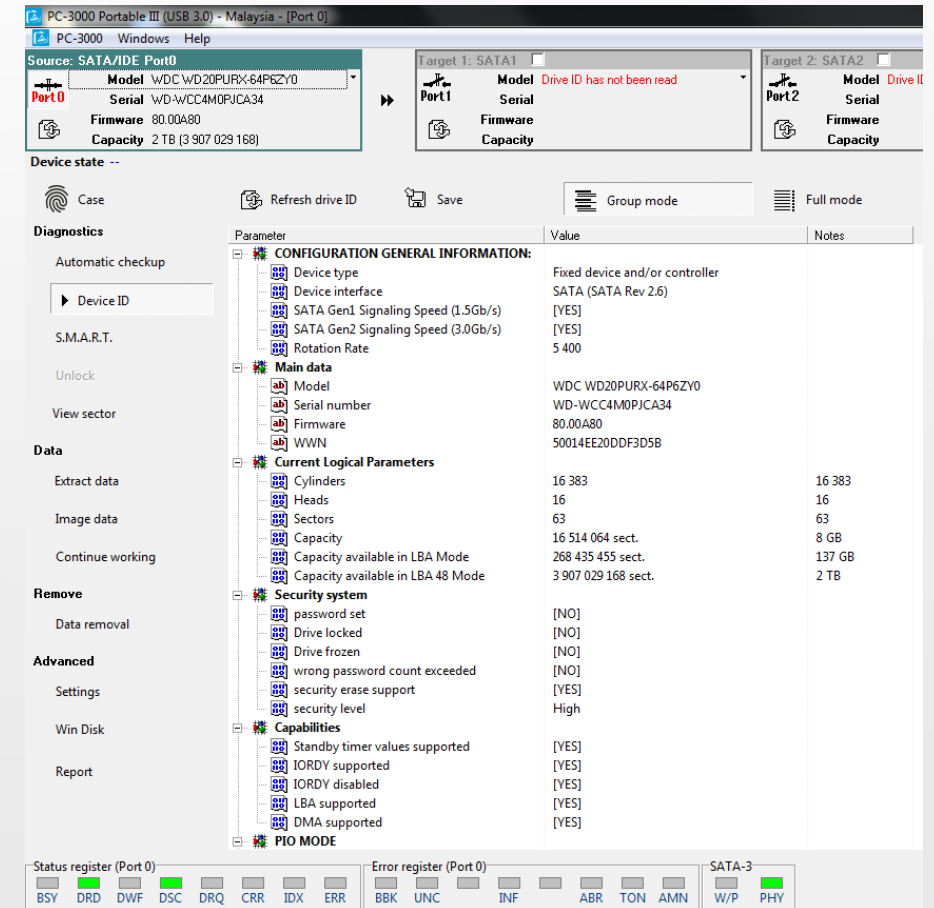 PC-3000 Portable III (USB 3.0) - Malaysia - [Port 0]
PC-3000 Windows Help
Source: SATA/IDE Port0
Model WDC WD20PURX-64P6ZY0
Port0
Serial WD-WCC4M0PJCA34
Firmware 80.00A80
Capacity 2 TB (3 907 029 168)
Target 1: SATA1
Model Drive ID has not been read
Port1
Serial
Firmware
Capacity
Target 2: SATA2
Model Drive I
Port2
Serial
Firmware
Capacity
Device state --
Case
Refresh drive ID
Save
Group mode
Full mode
Diagnostics
Automatic checkup
Device ID
S.M.A.R.T.
Unlock
View sector
Data
Extract data
Image data
Continue working
Remove
Data removal
Advanced
Settings
Win Disk
Report
Parameter Value Notes
CONFIGURATION GENERAL INFORMATION:
Device type Fixed device and/or controller
Device interface SATA (SATA Rev 2.6)
SATA Gen1 Signaling Speed (1.5Gb/s) [YES]
SATA Gen2 Signaling Speed (3.0Gb/s) [YES]
Rotation Rate 5 400
Main data
ab Model WDC WD20PURX-64P6ZY0
ab Serial number WD-WCC4M0PJCA34
ab Firmware 80.00A80
ab WWN 50014EE20DDF3D5B
Current Logical Parameters
Cylinders 16 383 16 383
Heads 16 16
Sectors 63 63
Capacity 16 514 064 sect. 8 GB
Capacity available in LBA Mode 268 435 455 sect. 137 GB
Capacity available in LBA 48 Mode 3 907 029 168 sect. 2 TB
Security system
password set [NO]
Drive locked [NO]
Drive frozen [NO]
wrong password count exceeded [NO]
security erase support [YES]
security level High
Capabilities
Standby timer values supported [YES]
IORDY supported [YES]
IORDY disabled [YES]
LBA supported [YES]
DMA supported [YES]
PIO MODE
Status register (Port 0)
BSY DRD DWF DSC DRQ CRR IDX ERR
Error register (Port 0)
BBK UNC INF ABR TON AMN
SATA-3
W/P PHY